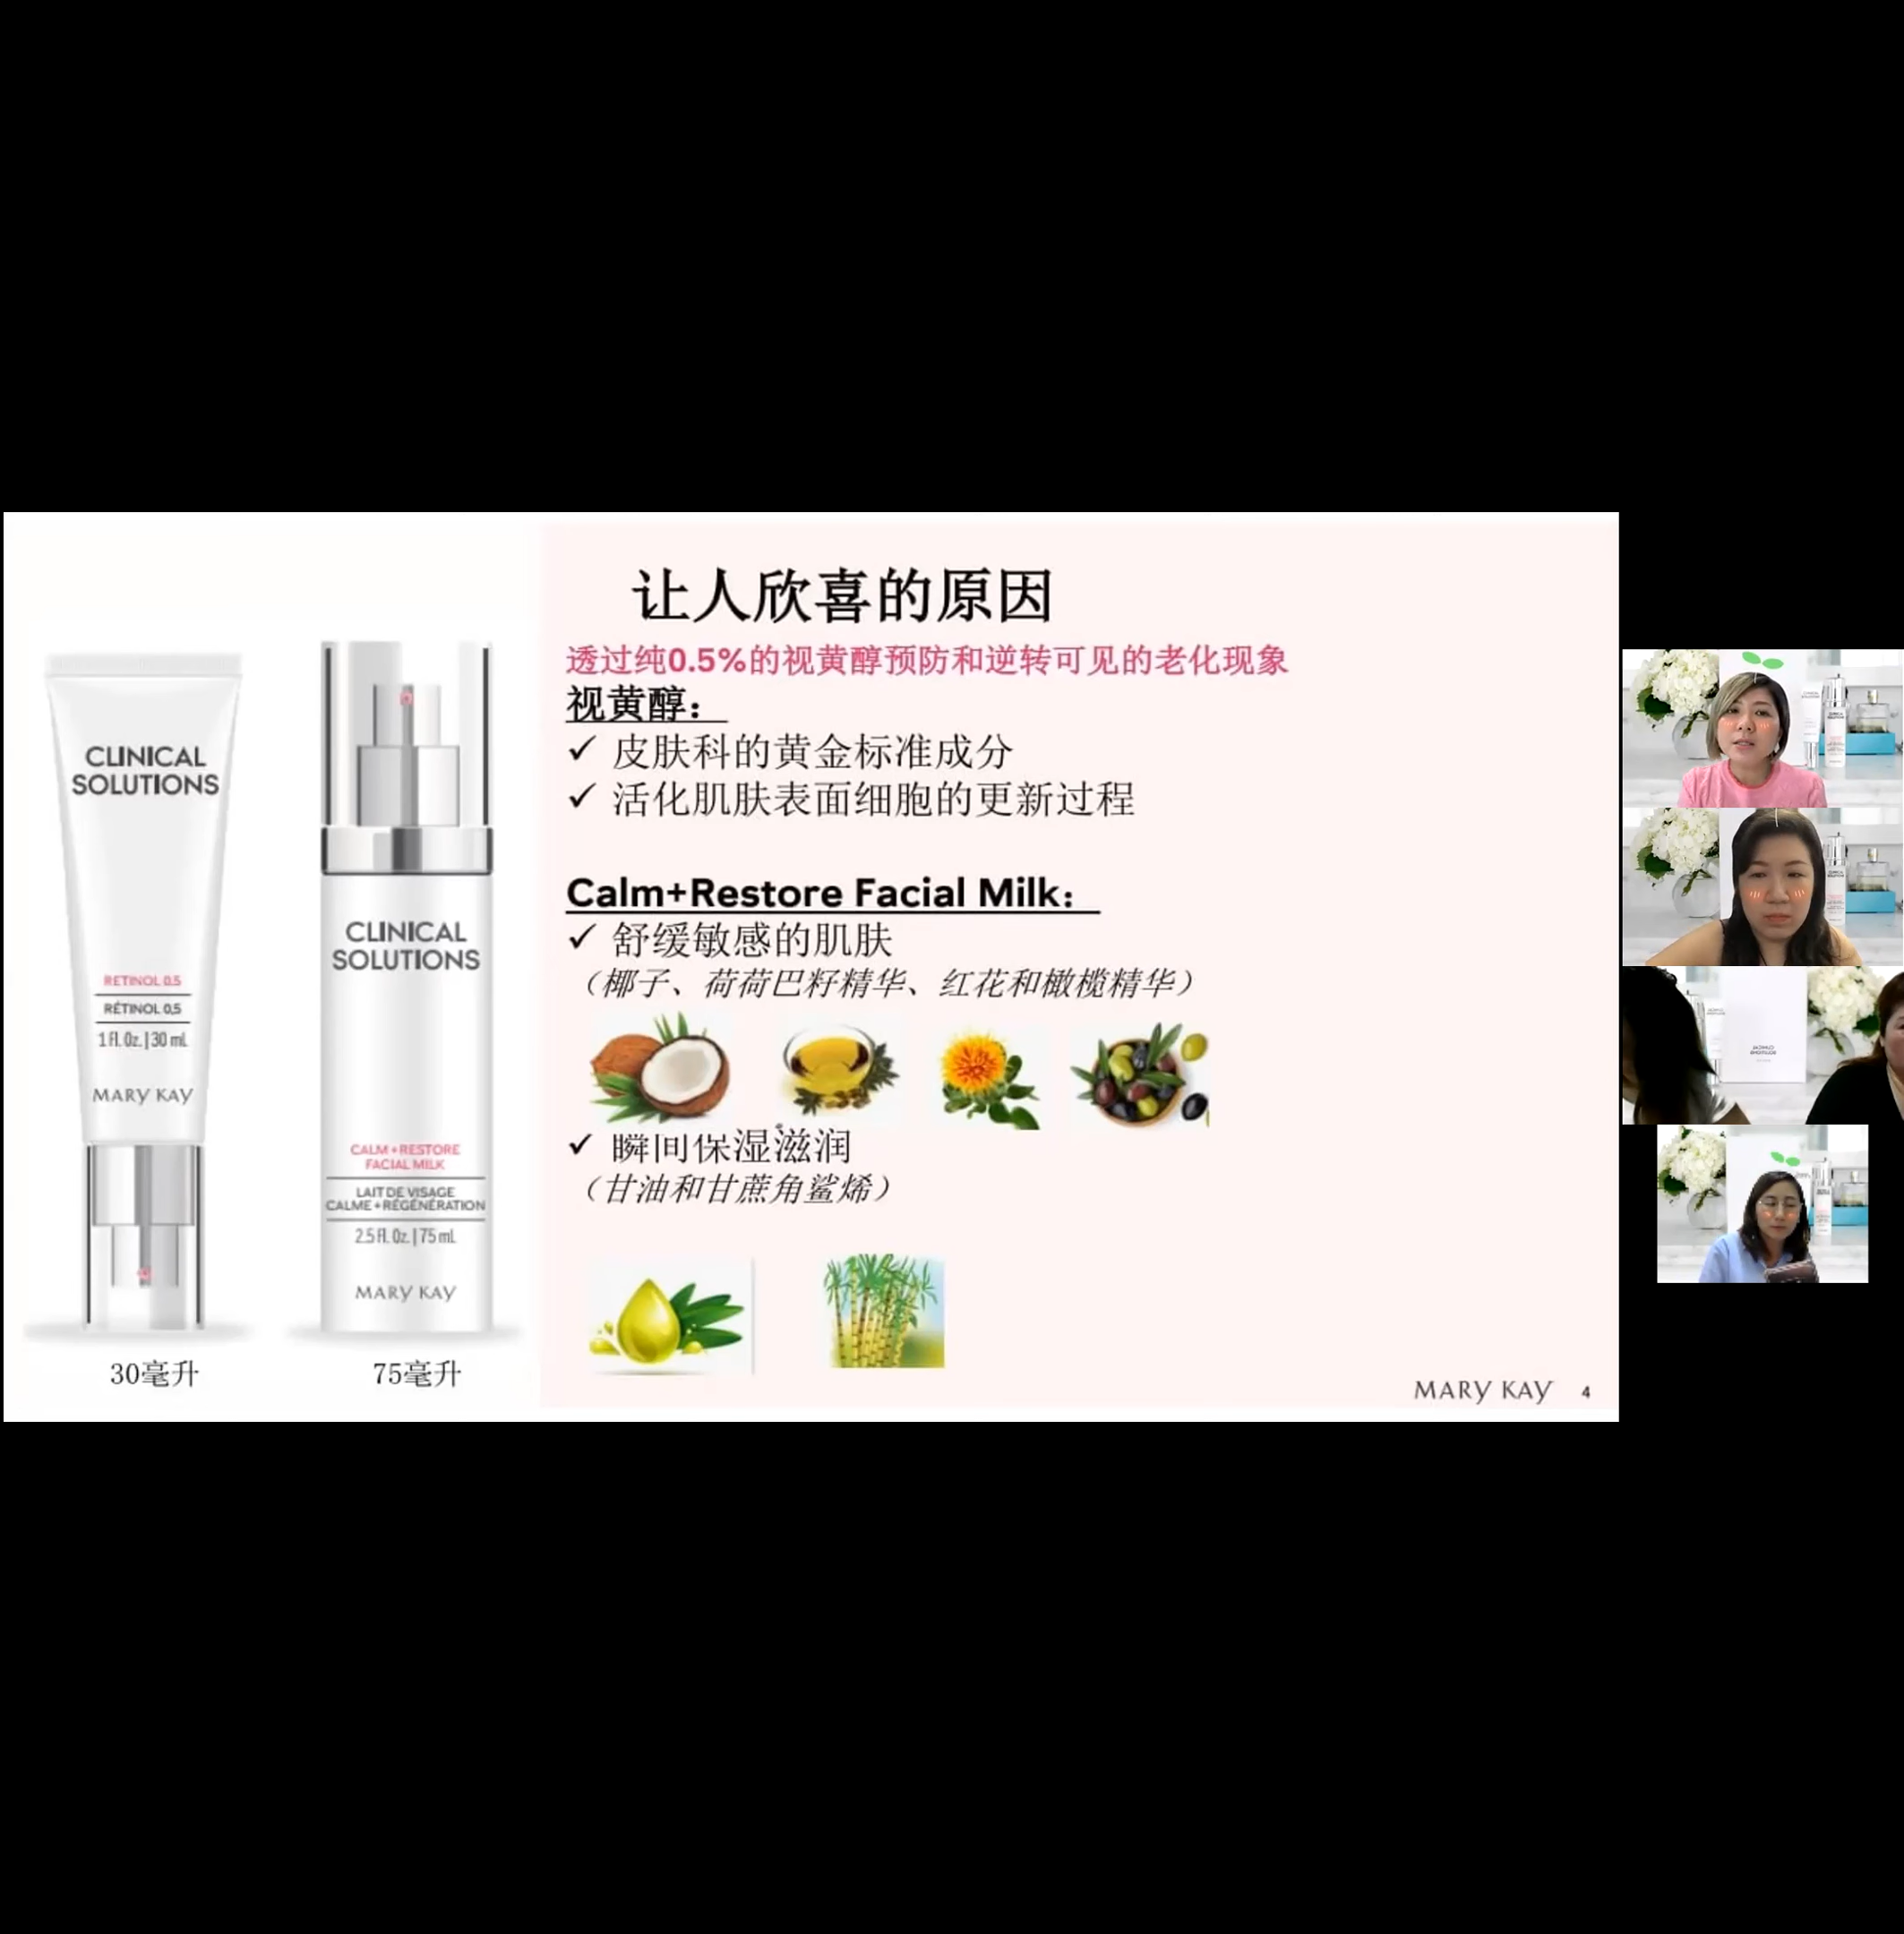 让人欣喜的原因
透过纯0.5%的视黄醇预防和逆转可见的老化现象
视黄醇：
✓ 皮肤科的黄金标准成分
✓ 活化肌肤表面细胞的更新过程
Calm+Restore Facial Milk：
✓ 舒缓敏感的肌肤
（椰子、荷荷巴籽精华、红花和橄榄精华）
✓ 瞬间保湿滋润
（甘油和甘蔗角鲨烯）
CLINICAL
SOLUTIONS
RETINOL 0.5
RÉTINOL 0,5
1 Fl. Oz. | 30 mL
MARY KAY
30毫升
CLINICAL
SOLUTIONS
CALM + RESTORE
FACIAL MILK
LAIT DE VISAGE
CALME + RÉGÉNÉRATION
2.5 Fl. Oz. | 75 mL
MARY KAY
75毫升
MARY KAY 4